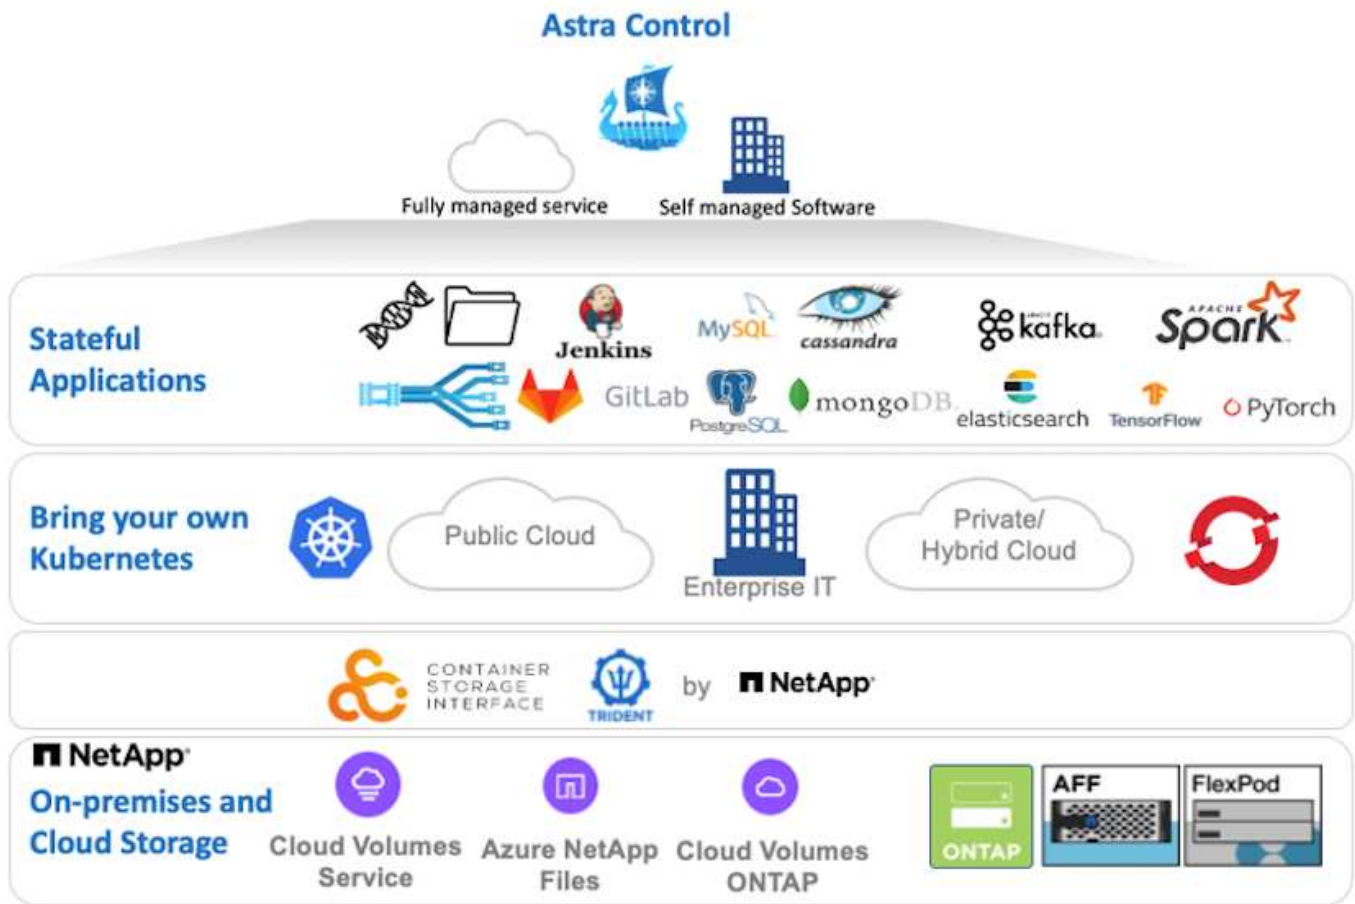 Astra Control
Fully managed service
Self managed Software
Stateful
Applications
Jenkins
MySQL
cassandra
kafka
APACHE
Spark
GitLab
PostgreSQL
mongoDB
elasticsearch
TensorFlow
PyTorch
Bring your own
Kubernetes
Public Cloud
Enterprise IT
Private/
Hybrid Cloud
CONTAINER
STORAGE
INTERFACE
TRIDENT
by
NetApp
NetApp
On-premises and
Cloud Storage
Cloud Volumes
Service
Azure NetApp
Files
Cloud Volumes
ONTAP
ONTAP
AFF
FlexPod